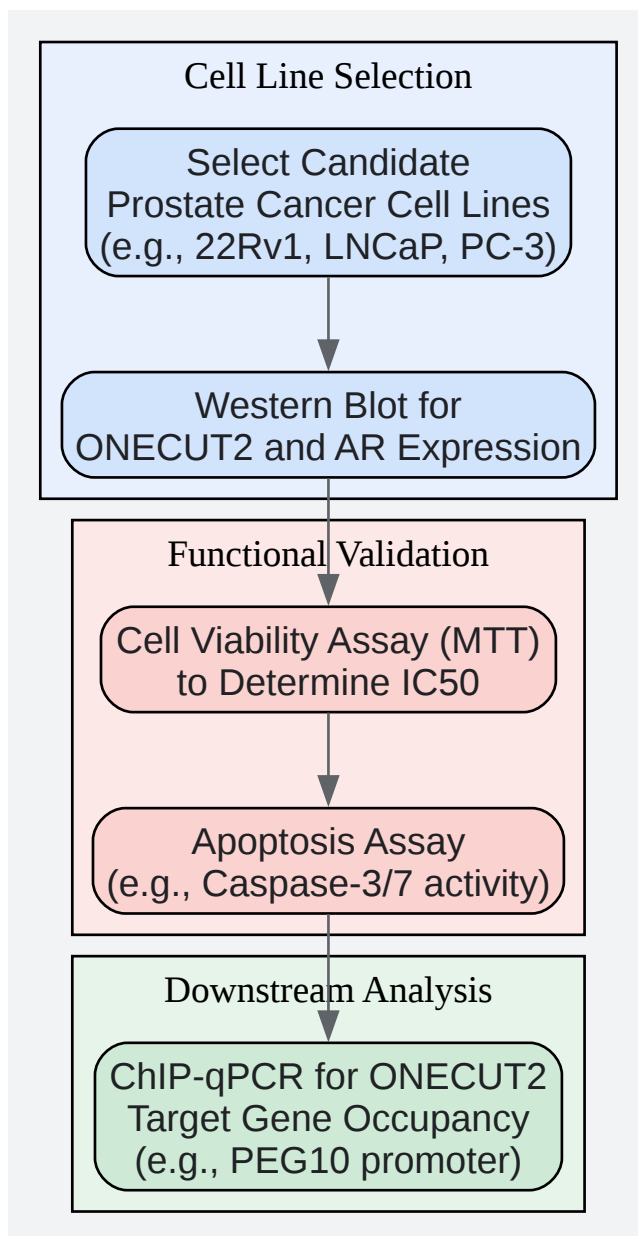 Cell Line Selection
Select Candidate
Prostate Cancer Cell Lines
(e.g., 22Rv1, LNCaP, PC-3)
Western Blot for
ONECUT2 and AR Expression
Functional Validation
Cell Viability Assay (MTT)
to Determine IC50
Apoptosis Assay
(e.g., Caspase-3/7 activity)
Downstream Analysis
ChIP-qPCR for ONECUT2
Target Gene Occupancy
(e.g., PEG10 promoter)